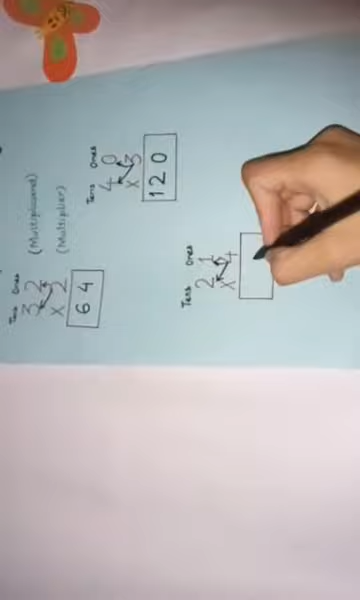 Tens Ones
3 2 (Multiplicand)
x 2 (Multiplier)
6 4
Tens Ones
4 0
x 3
1 2 0
Tens Ones
2 1
x 4